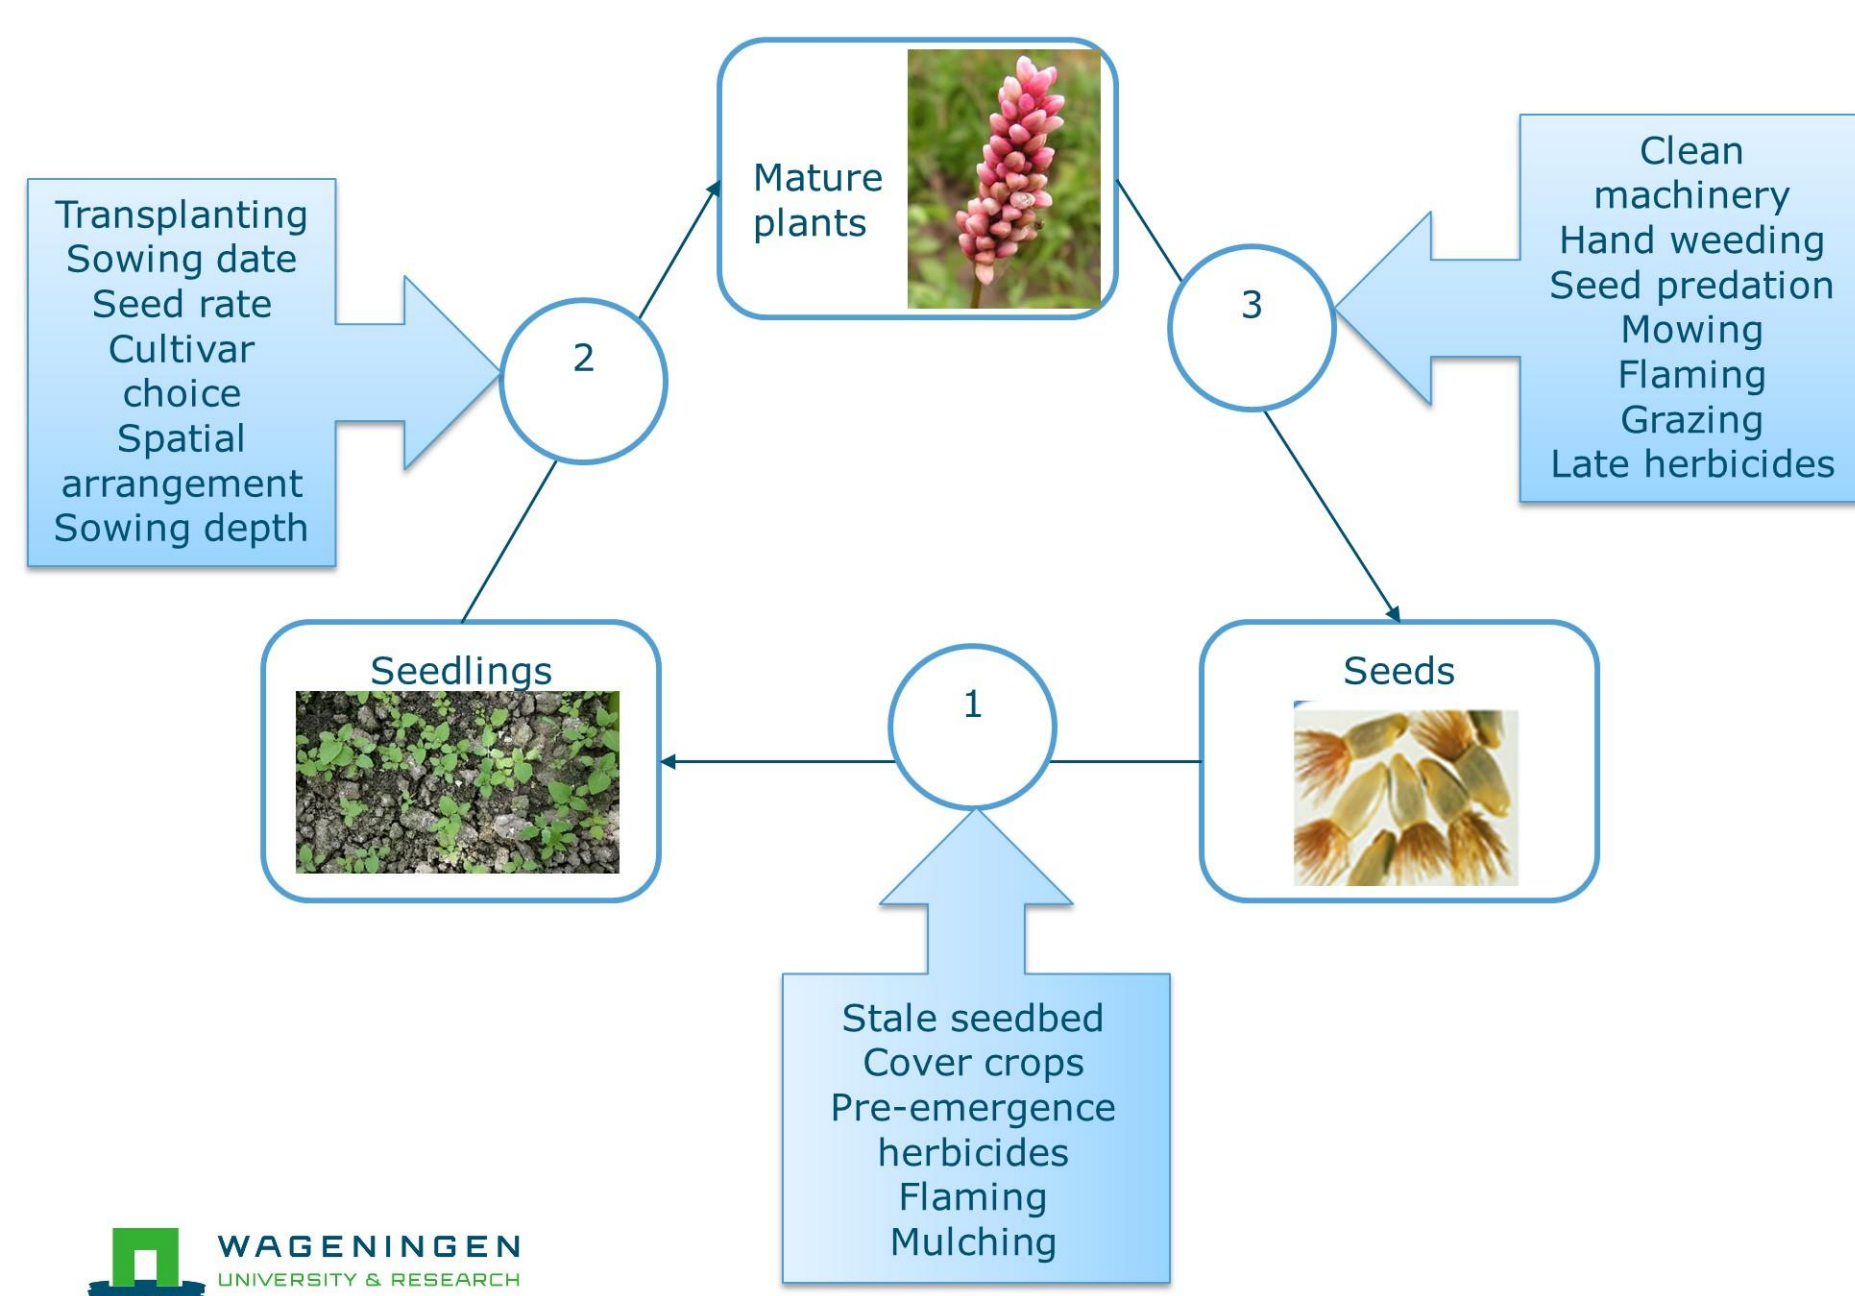 Mature
plants
Transplanting
Sowing date
Seed rate
Cultivar
choice
Spatial
arrangement
Sowing depth
2
3
Clean
machinery
Hand weeding
Seed predation
Mowing
Flaming
Grazing
Late herbicides
Seedlings
1
Seeds
Stale seedbed
Cover crops
Pre-emergence
herbicides
Flaming
Mulching
WAGENINGEN
UNIVERSITY & RESEARCH